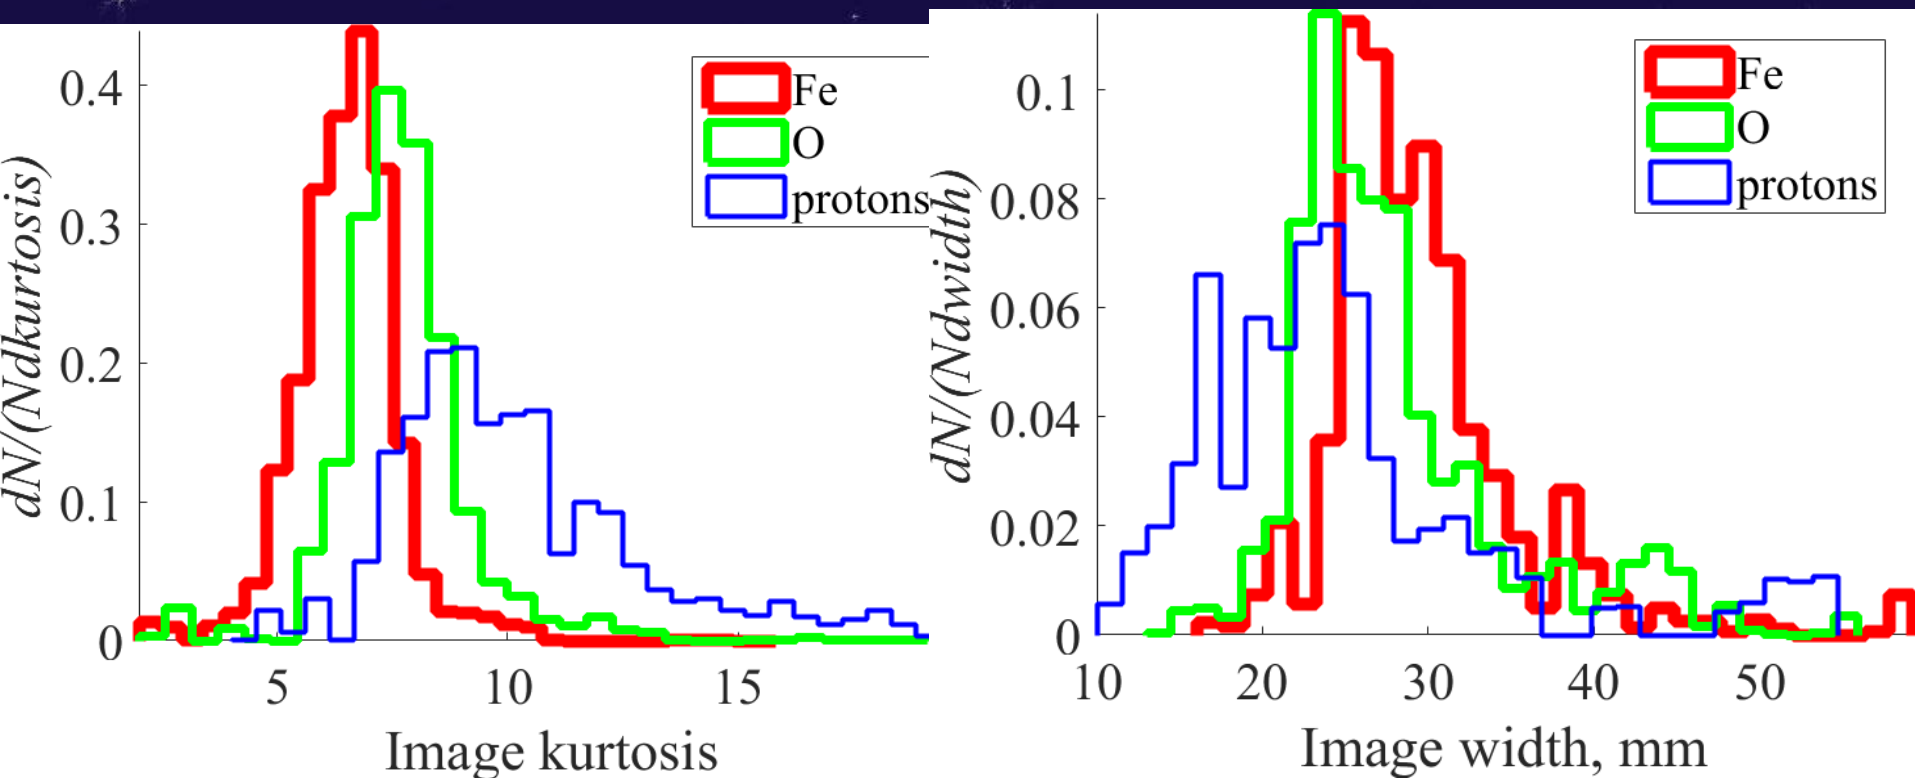 dN/(Ndkurtosis)
0.4
0.3
0.2
0.1
0
5 10 15
Image kurtosis
Fe
O
protons
dN/(Ndwidth)
0.1
0.08
0.06
0.04
0.02
0
10 20 30 40 50
Image width, mm
Fe
O
protons